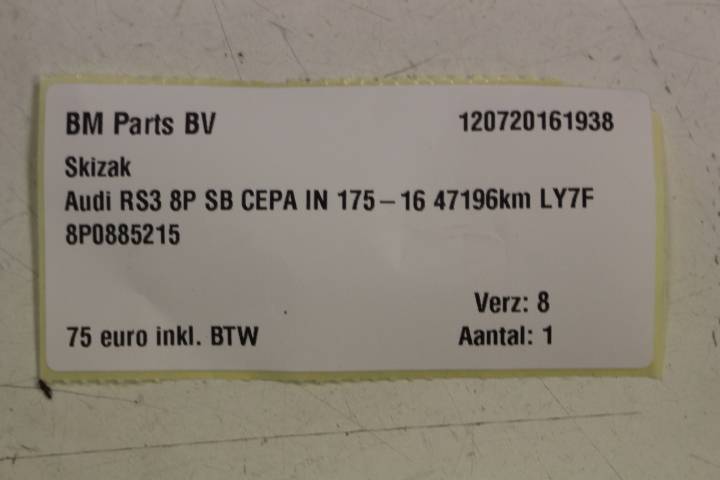 BM Parts BV 120720161938
Skizak
Audi RS3 8P SB CEPA IN 175-16 47196km LY7F
8P0885215
Verz: 8
75 euro inkl. BTW Aantal: 1